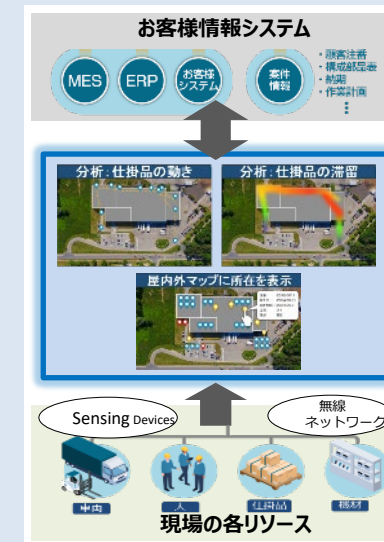 お客様情報システム
MES
ERP
お客様
システム
案件
情報
・顧客注番
・構成部品表
・納期
・作業計画
分析:仕掛品の動き
分析:仕掛品の滞留
屋内外マップに所在を表示
Sensing Devices
無線
ネットワーク
車両
人
仕掛品
機材
現場の各リソース